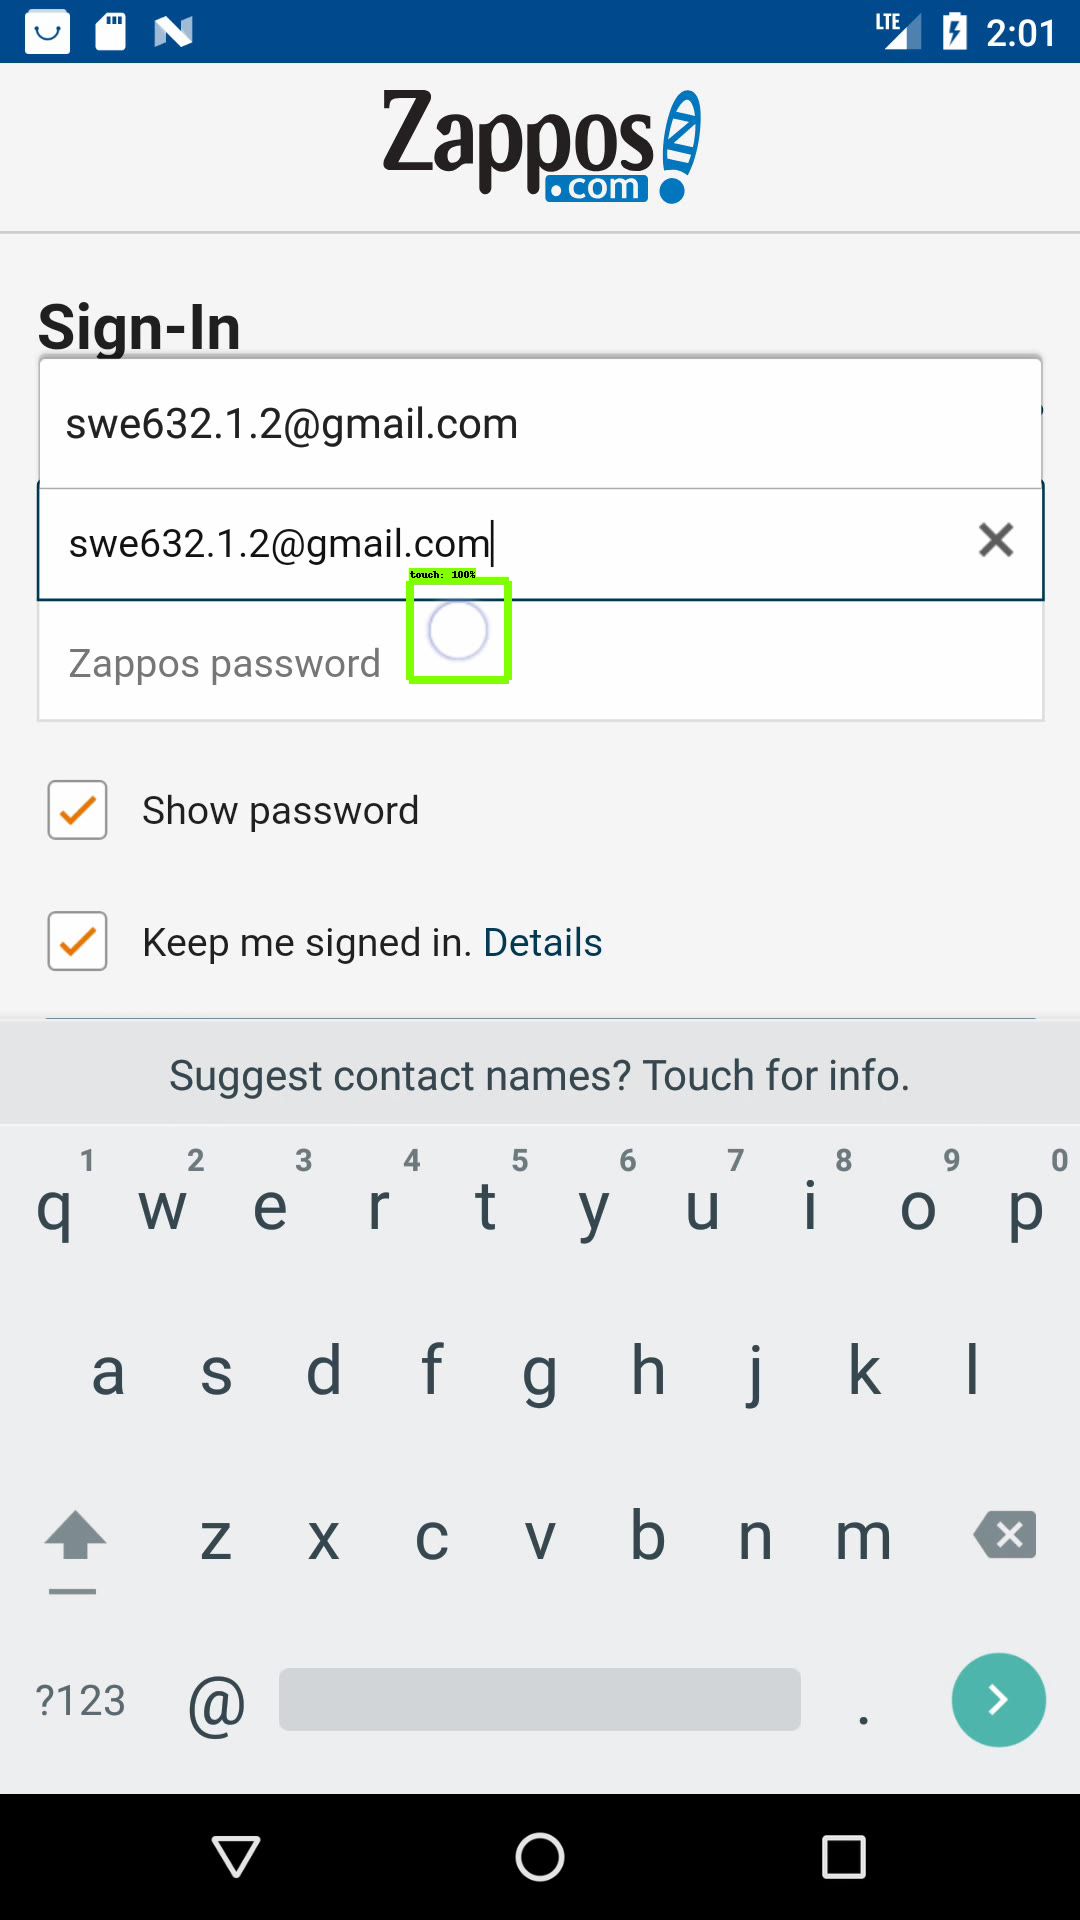 LTE 2:01
Zappos
.com
Sign-In
swe632.1.2@gmail.com
swe632.1.2@gmail.com
touch: 100%
Zappos password
Show password
Keep me signed in. Details
Suggest contact names? Touch for info.
1 2 3 4 5 6 7 8 9 0
q w e r t y u i o p
a s d f g h j k l
z x c v b n m
?123 @ .